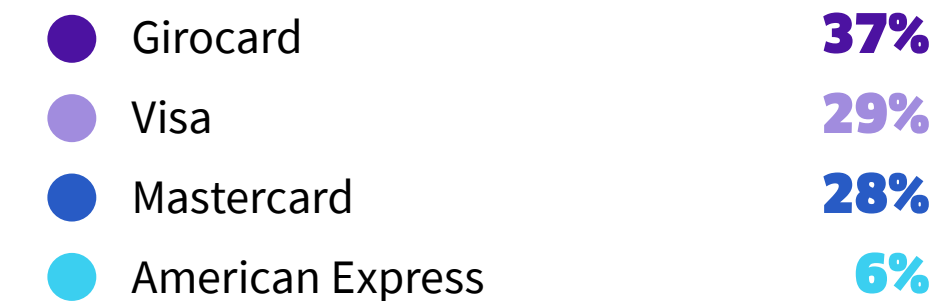 Girocard 37%
Visa 29%
Mastercard 28%
American Express 6%